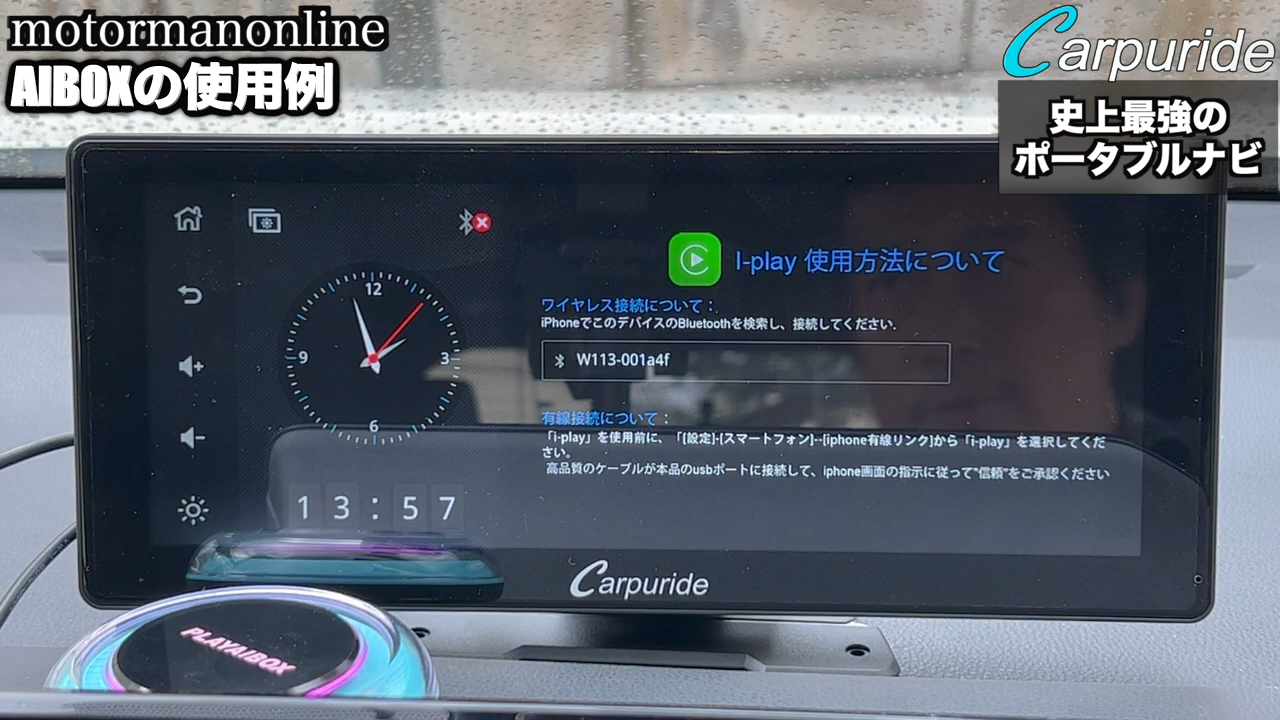 motormanonline
AIBOXの使用例
Carpuride
史上最強の
ポータブルナビ
I-play 使用方法について
ワイヤレス接続について：
iPhoneでこのデバイスのBluetoothを検索し、接続してください.
W113-001a4f
有線接続について：
「i-play」を使用前に、「[設定]-[スマートフォン]--[iphone有線リンク]から「i-play」を選択してくだ
さい。
高品質のケーブルが本品のusbポートに接続して、iphone画面の指示に従って"信頼"をご承認ください
12
9
3
6
13:57
Carpuride
PLAYAIBOX